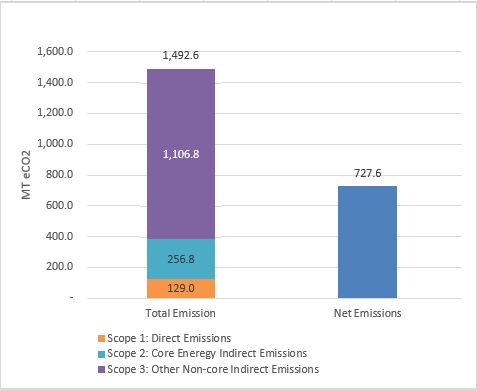 1,600.0
1,492.6
1,400.0
1,200.0
1,106.8
1,000.0
800.0
727.6
600.0
400.0
256.8
200.0
129.0
-
MT eCO2
Total Emission
Net Emissions
Scope 1: Direct Emissions
Scope 2: Core Eneregy Indirect Emissions
Scope 3: Other Non-core Indirect Emissions